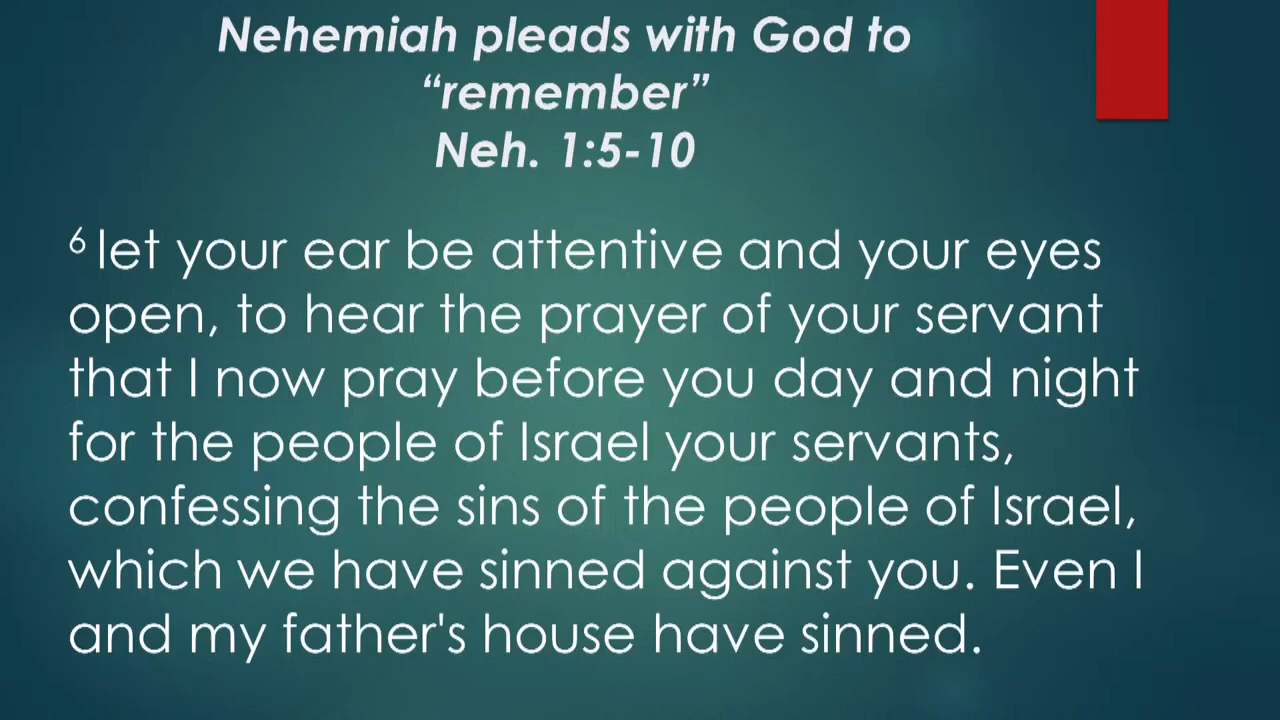 Nehemiah pleads with God to
“remember”
Neh. 1:5-10
⁶ let your ear be attentive and your eyes
open, to hear the prayer of your servant
that I now pray before you day and night
for the people of Israel your servants,
confessing the sins of the people of Israel,
which we have sinned against you. Even I
and my father's house have sinned.